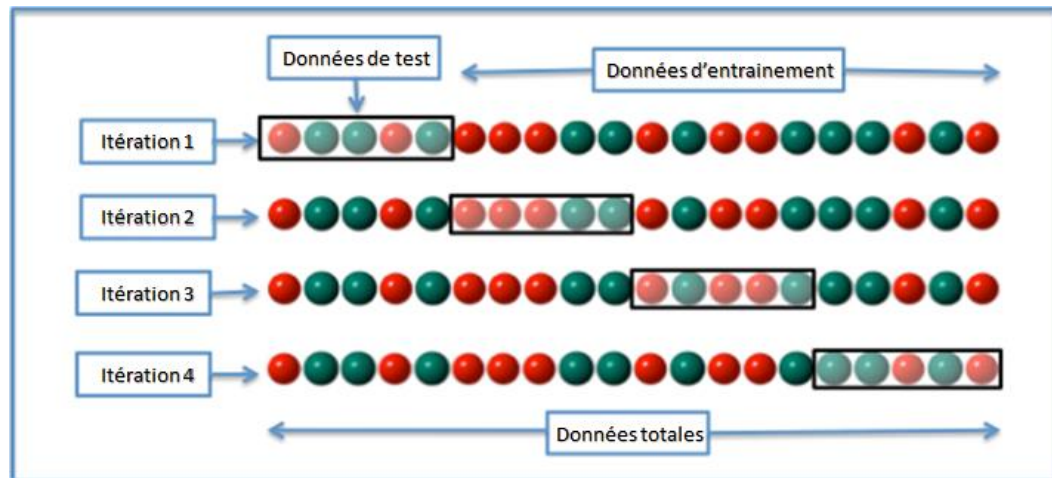 Données de test
Données d'entrainement
Itération 1
Itération 2
Itération 3
Itération 4
Données totales